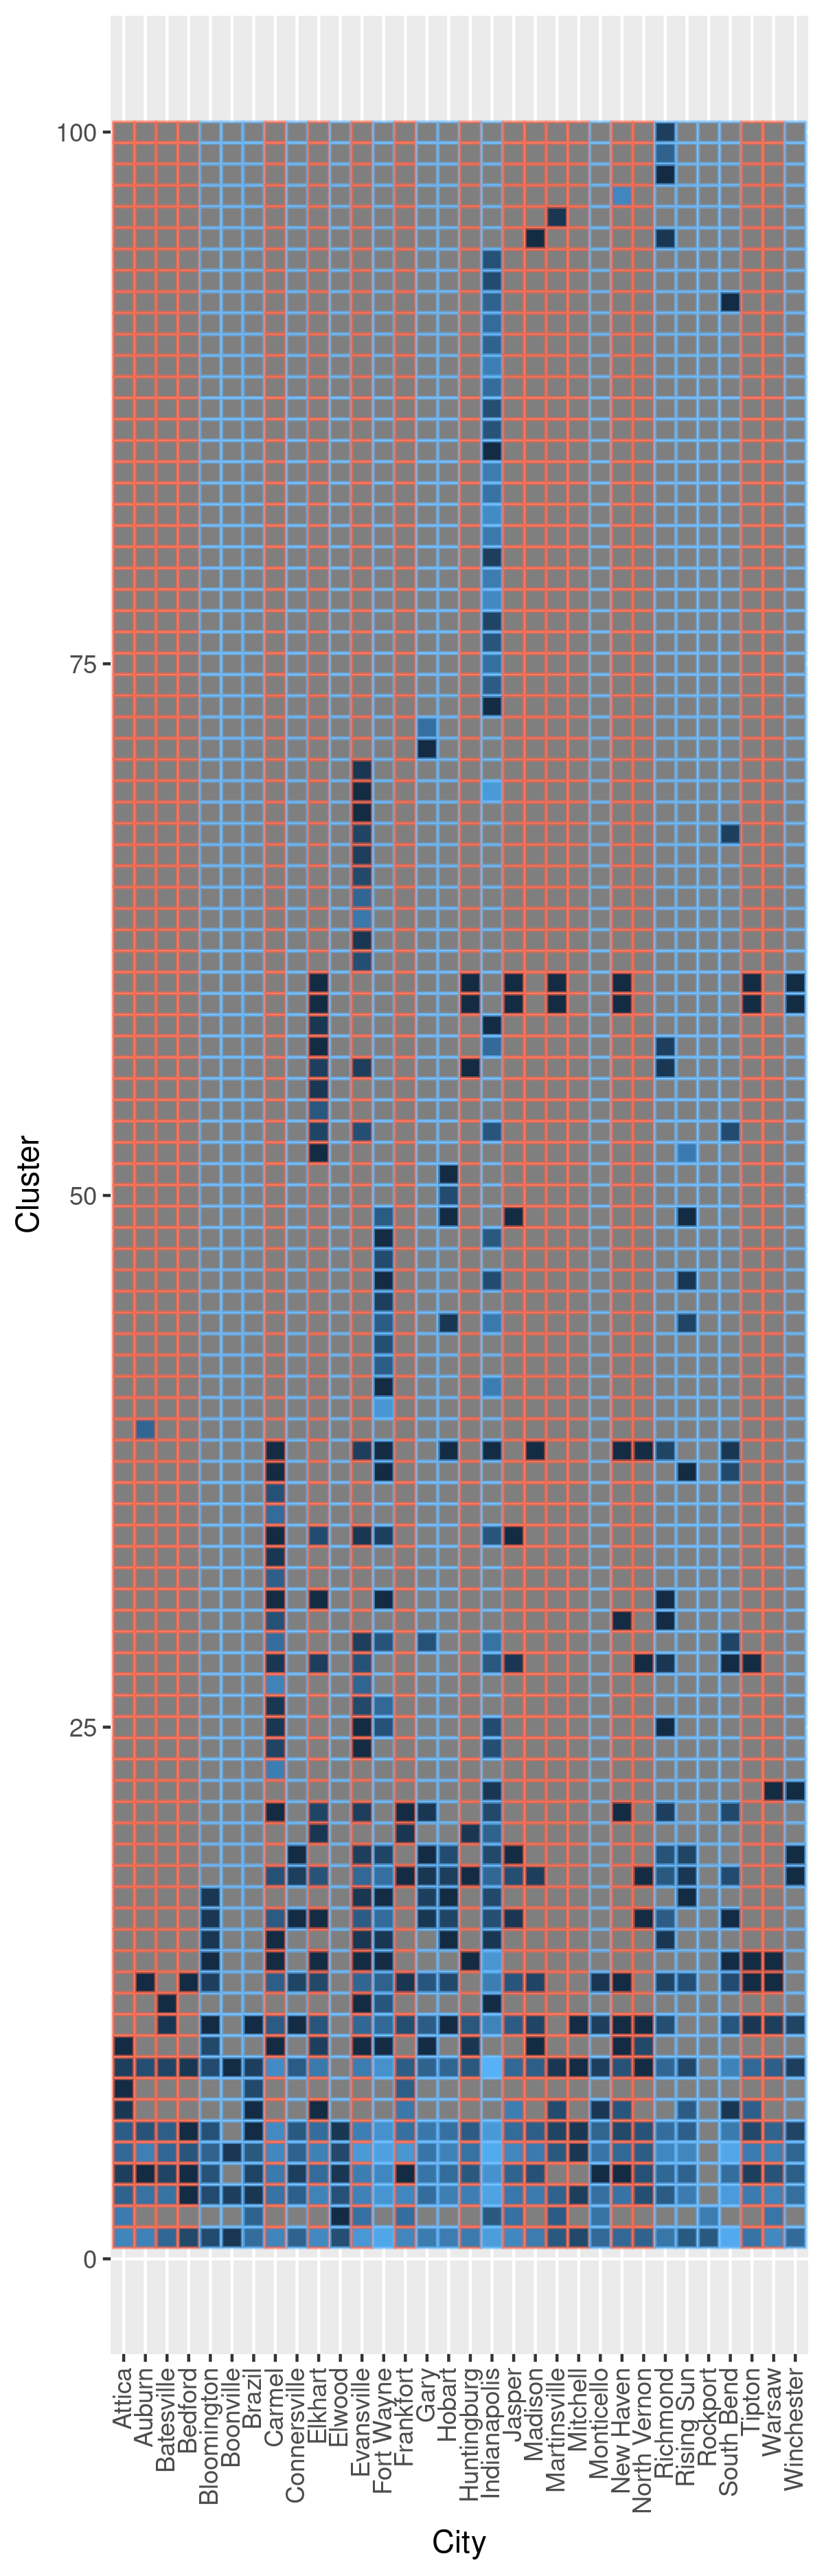 100
75
50
25
0
Cluster
Attica
Auburn
Batesville
Bedford
Bloomington
Boonville
Brazil
Carmel
Connersville
Elkhart
Elwood
Evansville
Fort Wayne
Frankfort
Gary
Hobart
Huntingburg
Indianapolis
Jasper
Madison
Martinsville
Mitchell
Monticello
New Haven
North Vernon
Richmond
Rising Sun
Rockport
South Bend
Tipton
Warsaw
Winchester
City